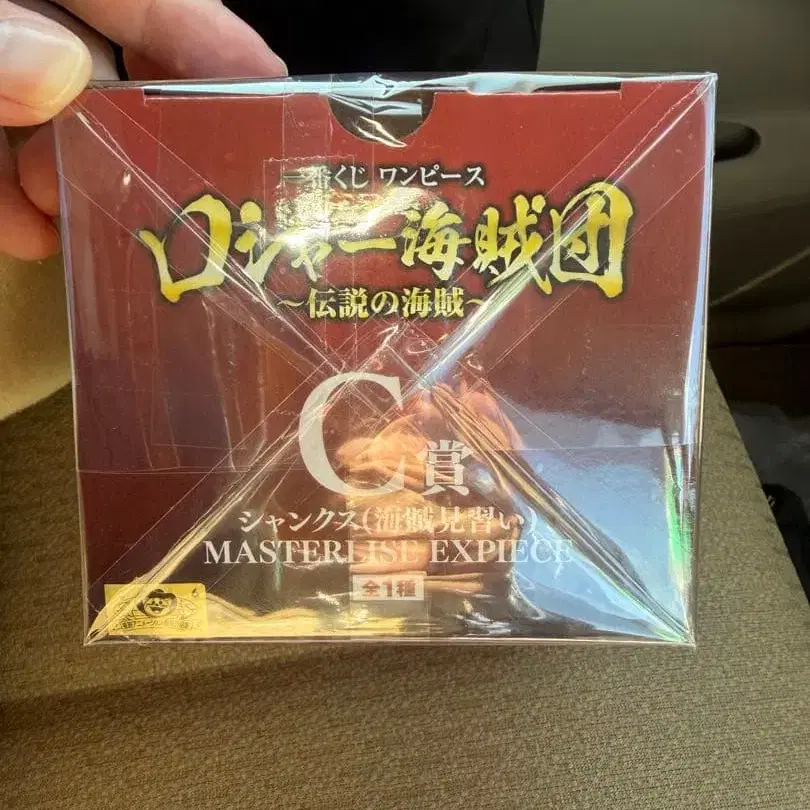 一番くじ ワンピース
ロジャー海賊団
～伝説の海賊～
C賞
シャンクス(海賊見習い)
MASTERLISE EXPIECE
全1種